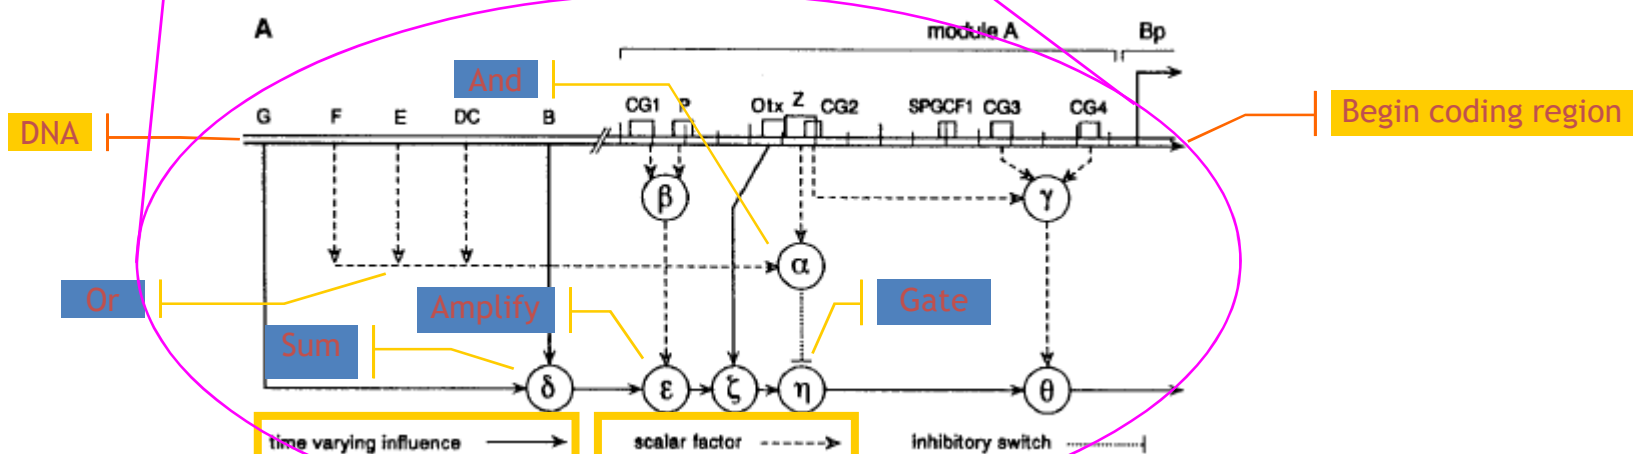 A
module A
Bp
And
G F E DC B CG1 P Otx Z CG2 SPGCF1 CG3 CG4
DNA
Begin coding region
β
γ
α
Or
Amplify
Gate
Sum
δ ε ζ η θ
time varying influence
scalar factor
inhibitory switch